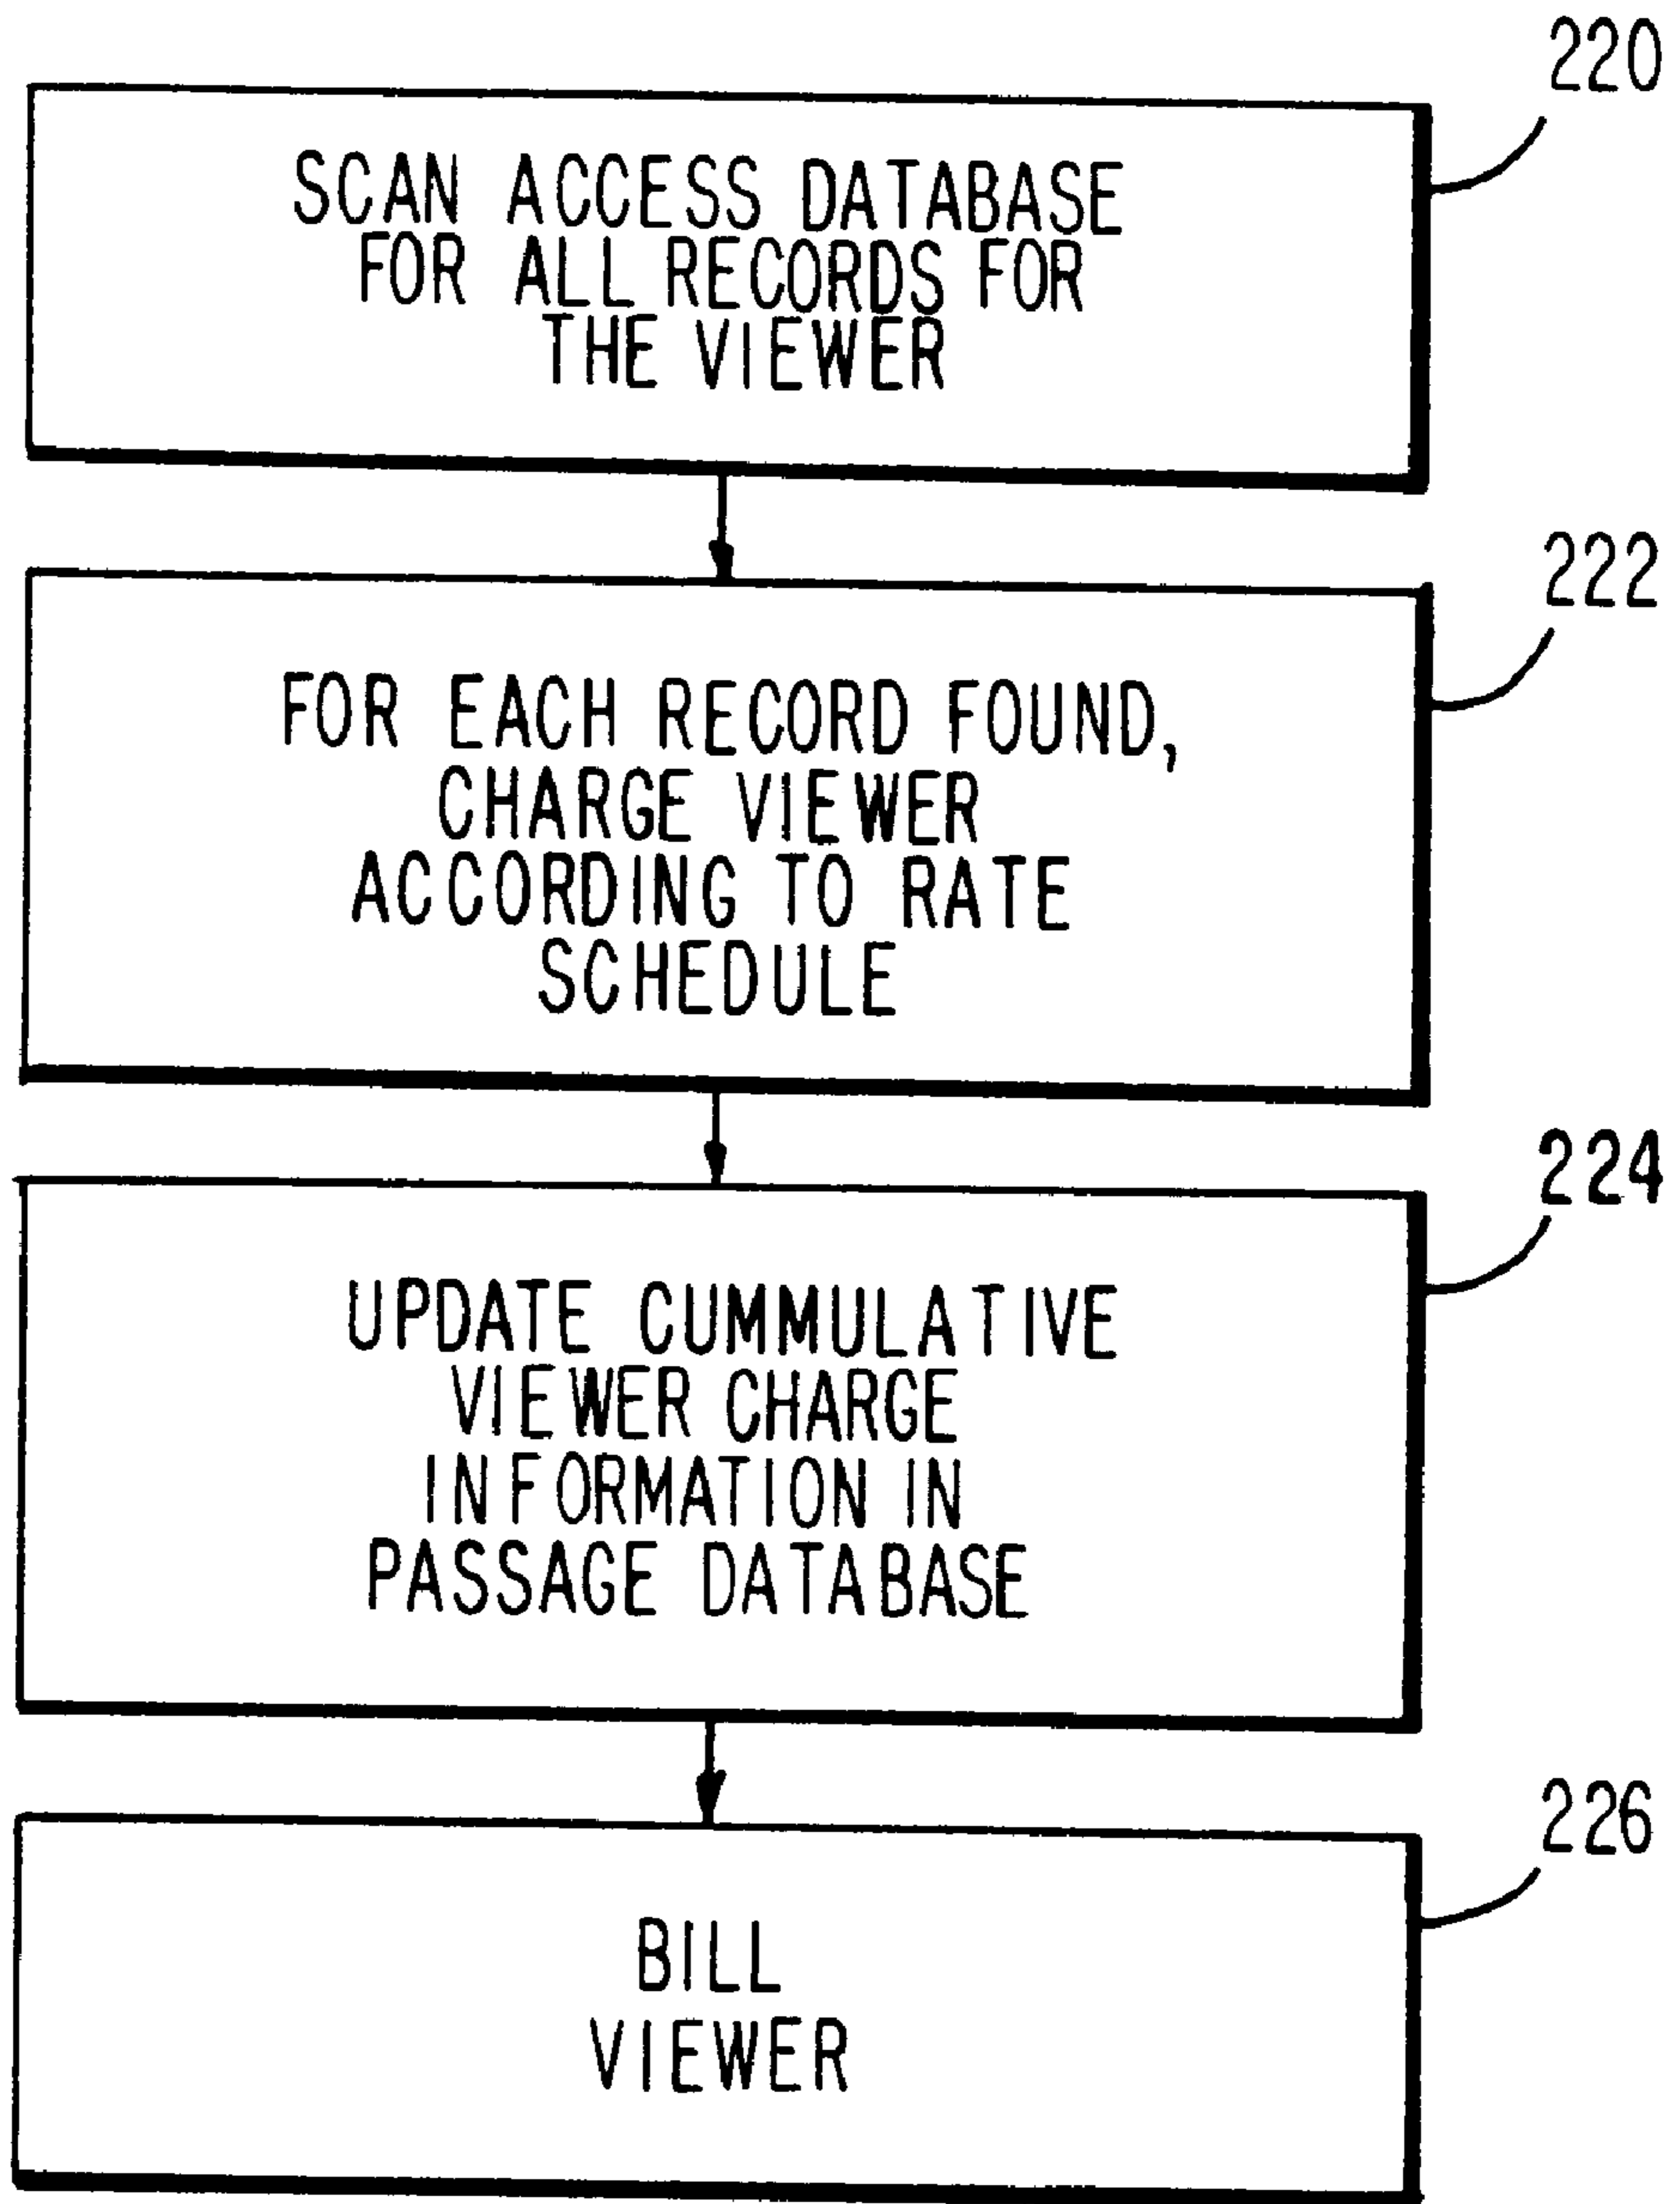 220
SCAN ACCESS DATABASE
FOR ALL RECORDS FOR
THE VIEWER
222
FOR EACH RECORD FOUND,
CHARGE VIEWER
ACCORDING TO RATE
SCHEDULE
224
UPDATE CUMMULATIVE
VIEWER CHARGE
INFORMATION IN
PASSAGE DATABASE
226
BILL
VIEWER